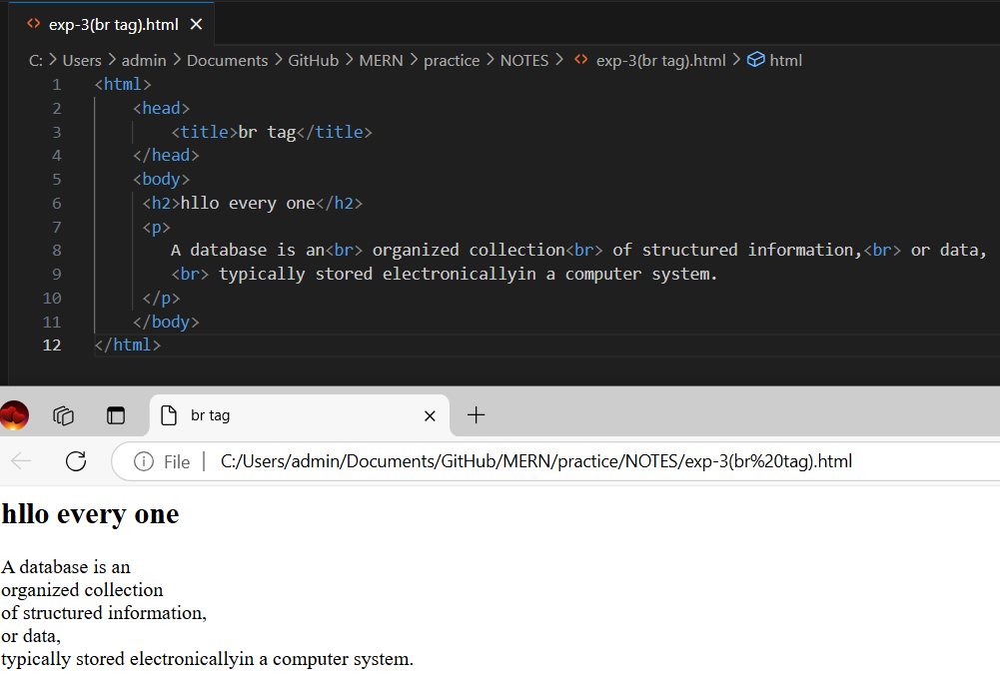 exp-3(br tag).html
C: > Users > admin > Documents > GitHub > MERN > practice > NOTES > <> exp-3(br tag).html > html
1 <html>
2 <head>
3 <title>br tag</title>
4 </head>
5 <body>
6 <h2>hllo every one</h2>
7 <p>
8 A database is an<br> organized collection<br> of structured information,<br> or data,
9 <br> typically stored electronicallyin a computer system.
10 </p>
11 </body>
12 </html>
br tag
File | C:/Users/admin/Documents/GitHub/MERN/practice/NOTES/exp-3(br%20tag).html
hllo every one
A database is an
organized collection
of structured information,
or data,
typically stored electronicallyin a computer system.